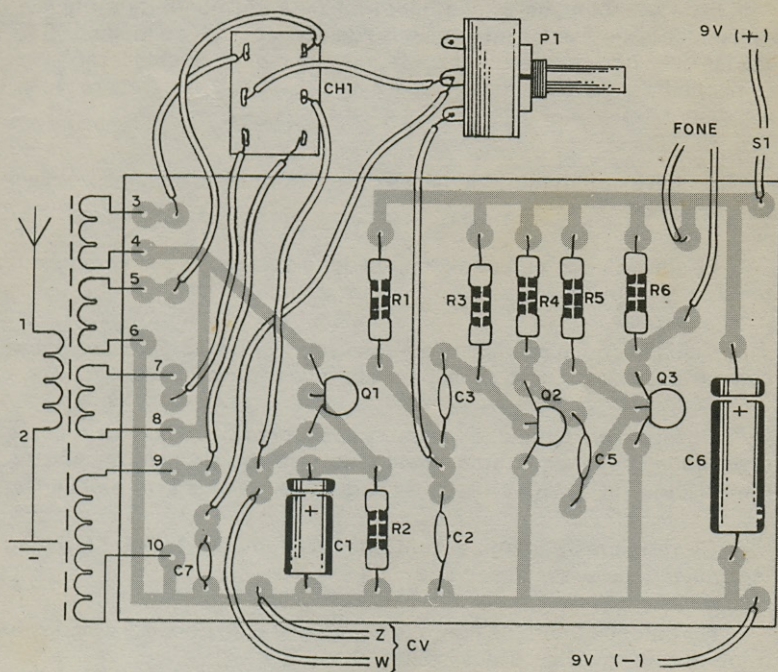 P1
9V (+)
CH1
FONE
S1
3
4
5
1
6
R1
R3
R4
R5
R6
7
Q1
C3
Q2
Q3
2
8
C5
C6
9
+
+
C1
R2
C2
10
C7
Z
CV
W
9V (-)